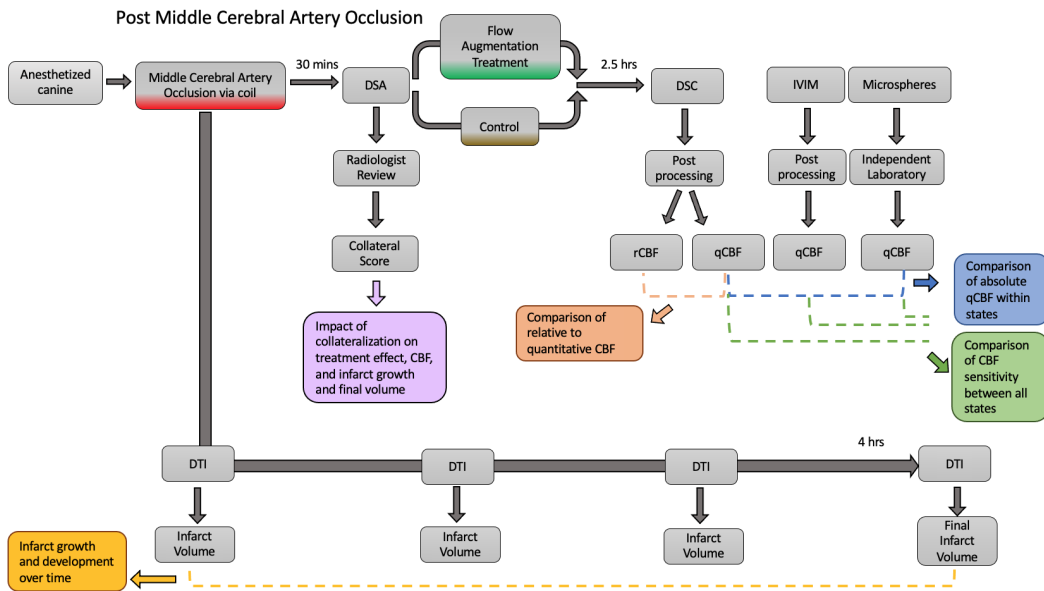 Post Middle Cerebral Artery Occlusion
Anesthetized
canine
Middle Cerebral Artery
Occlusion via coil
30 mins
DSA
Flow
Augmentation
Treatment
Control
2.5 hrs
DSC
IVIM
Microspheres
Radiologist
Review
Post
processing
Post
processing
Independent
Laboratory
Collateral
Score
rCBF
qCBF
qCBF
qCBF
Comparison
of absolute
qCBF within
states
Impact of
collateralization on
treatment effect, CBF,
and infarct growth
and final volume
Comparison of
relative to
quantitative CBF
Comparison
of CBF
sensitivity
between all
states
DTI
DTI
DTI
4 hrs
DTI
Infarct
Volume
Infarct
Volume
Infarct
Volume
Final
Infarct
Volume
Infarct growth
and development
over time